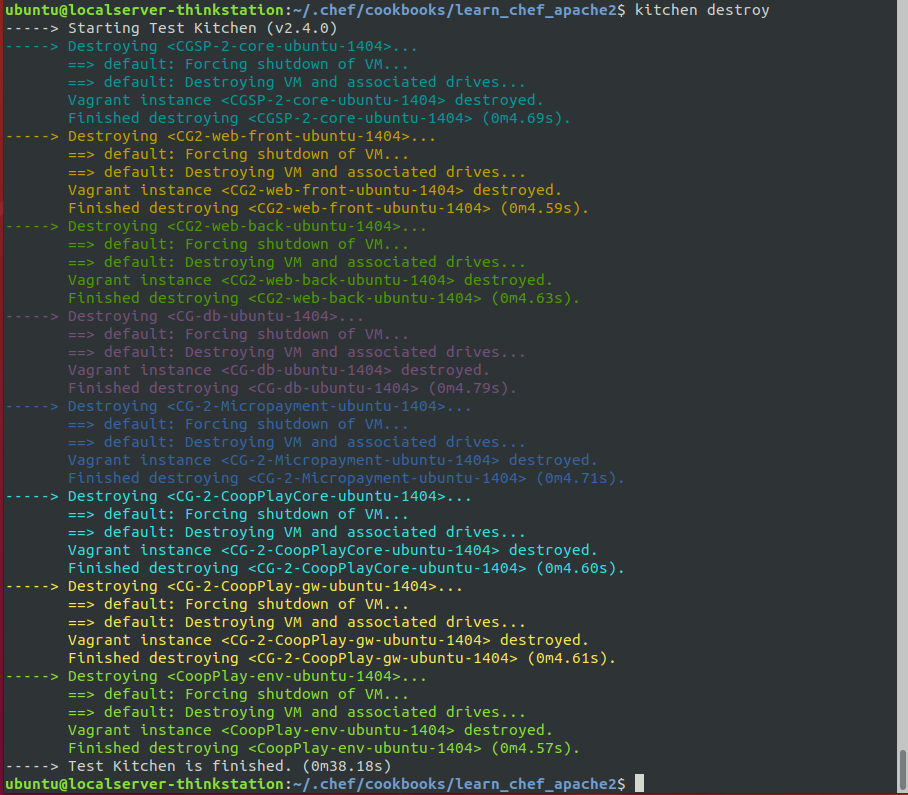 ubuntu@localserver-thinkstation:~/.chef/cookbooks/learn_chef_apache2$ kitchen destroy
-----> Starting Test Kitchen (v2.4.0)
-----> Destroying <CGSP-2-core-ubuntu-1404>...
       ==> default: Forcing shutdown of VM...
       ==> default: Destroying VM and associated drives...
       Vagrant instance <CGSP-2-core-ubuntu-1404> destroyed.
       Finished destroying <CGSP-2-core-ubuntu-1404> (0m4.69s).
-----> Destroying <CG2-web-front-ubuntu-1404>...
       ==> default: Forcing shutdown of VM...
       ==> default: Destroying VM and associated drives...
       Vagrant instance <CG2-web-front-ubuntu-1404> destroyed.
       Finished destroying <CG2-web-front-ubuntu-1404> (0m4.59s).
-----> Destroying <CG2-web-back-ubuntu-1404>...
       ==> default: Forcing shutdown of VM...
       ==> default: Destroying VM and associated drives...
       Vagrant instance <CG2-web-back-ubuntu-1404> destroyed.
       Finished destroying <CG2-web-back-ubuntu-1404> (0m4.63s).
-----> Destroying <CG-db-ubuntu-1404>...
       ==> default: Forcing shutdown of VM...
       ==> default: Destroying VM and associated drives...
       Vagrant instance <CG-db-ubuntu-1404> destroyed.
       Finished destroying <CG-db-ubuntu-1404> (0m4.79s).
-----> Destroying <CG-2-Micropayment-ubuntu-1404>...
       ==> default: Forcing shutdown of VM...
       ==> default: Destroying VM and associated drives...
       Vagrant instance <CG-2-Micropayment-ubuntu-1404> destroyed.
       Finished destroying <CG-2-Micropayment-ubuntu-1404> (0m4.71s).
-----> Destroying <CG-2-CoopPlayCore-ubuntu-1404>...
       ==> default: Forcing shutdown of VM...
       ==> default: Destroying VM and associated drives...
       Vagrant instance <CG-2-CoopPlayCore-ubuntu-1404> destroyed.
       Finished destroying <CG-2-CoopPlayCore-ubuntu-1404> (0m4.60s).
-----> Destroying <CG-2-CoopPlay-gw-ubuntu-1404>...
       ==> default: Forcing shutdown of VM...
       ==> default: Destroying VM and associated drives...
       Vagrant instance <CG-2-CoopPlay-gw-ubuntu-1404> destroyed.
       Finished destroying <CG-2-CoopPlay-gw-ubuntu-1404> (0m4.61s).
-----> Destroying <CoopPlay-env-ubuntu-1404>...
       ==> default: Forcing shutdown of VM...
       ==> default: Destroying VM and associated drives...
       Vagrant instance <CoopPlay-env-ubuntu-1404> destroyed.
       Finished destroying <CoopPlay-env-ubuntu-1404> (0m4.57s).
-----> Test Kitchen is finished. (0m38.18s)
ubuntu@localserver-thinkstation:~/.chef/cookbooks/learn_chef_apache2$